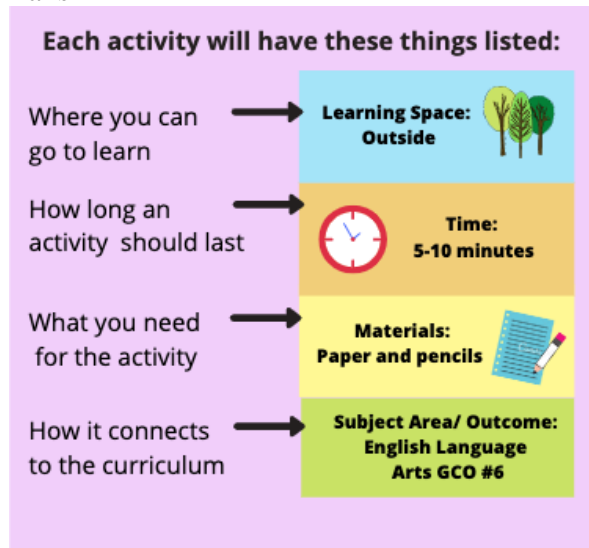 Each activity will have these things listed:
Where you can
go to learn
Learning Space:
Outside
How long an
activity should last
Time:
5-10 minutes
What you need
for the activity
Materials:
Paper and pencils
How it connects
to the curriculum
Subject Area/ Outcome:
English Language
Arts GCO #6